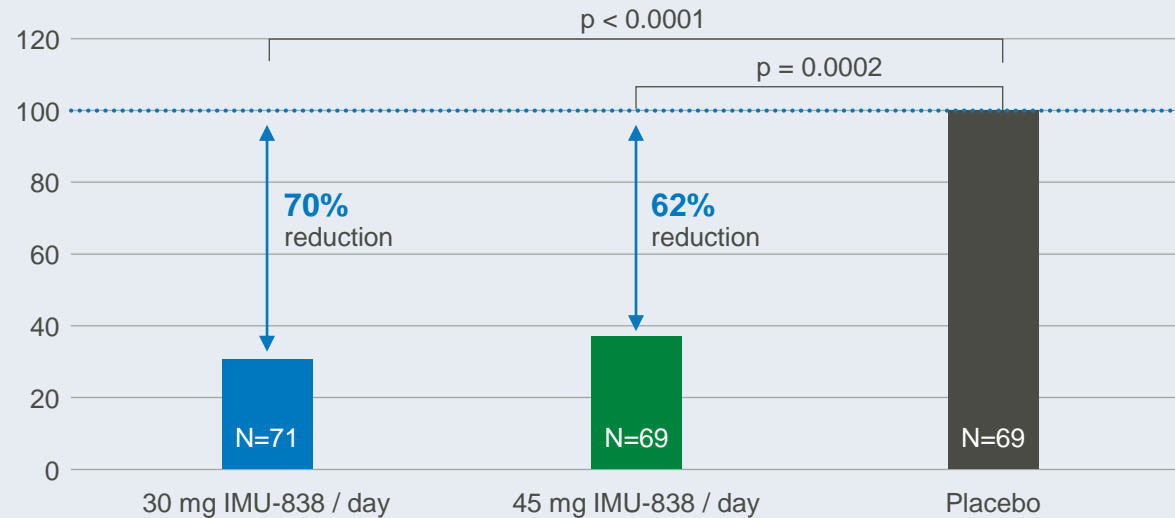 p < 0.0001
120
p = 0.0002
100
80
70%
reduction
62%
reduction
60
40
20
N=71
N=69
N=69
0
30 mg IMU-838 / day
45 mg IMU-838 / day
Placebo